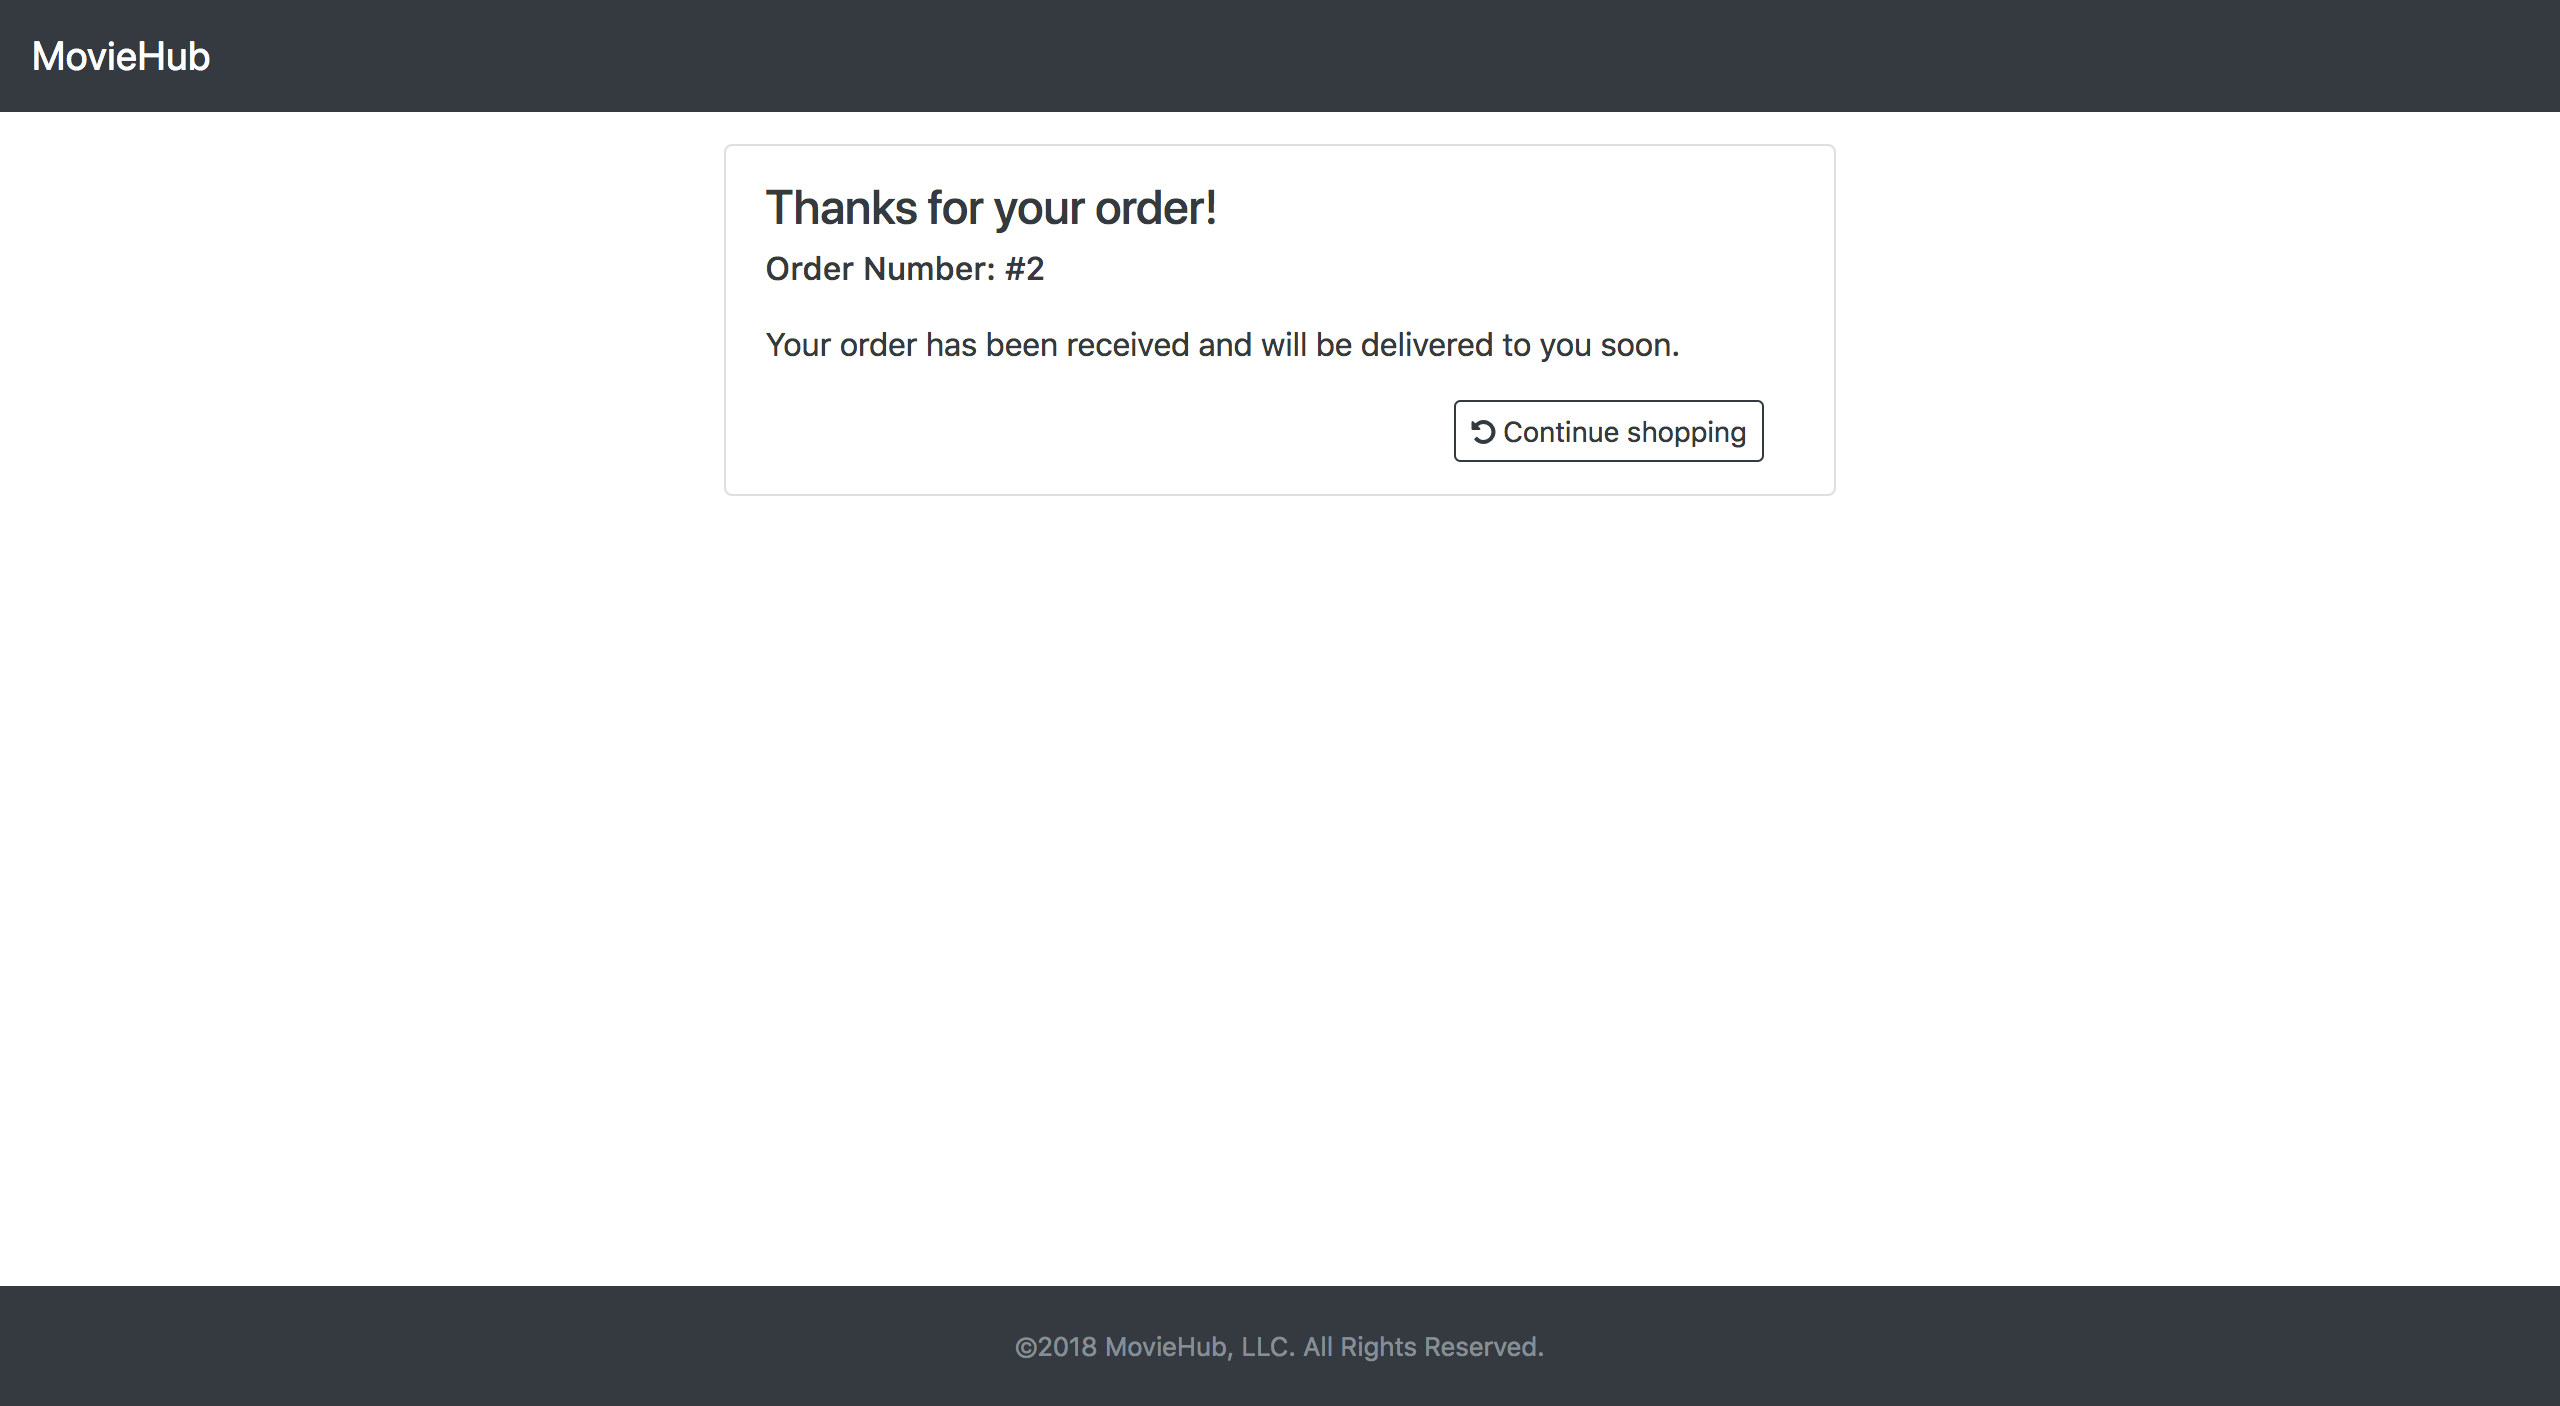 MovieHub
Thanks for your order!
Order Number: #2
Your order has been received and will be delivered to you soon.
Continue shopping
©2018 MovieHub, LLC. All Rights Reserved.